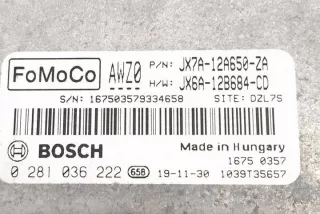 FoMoCo AWZ0 P/N: JX7A-12A650-ZA
H/W: JX6A-12B684-CD
S/N: 167503579334658 SITE: DZL7S
BOSCH Made in Hungary
1675 0357
0 281 036 222 658 19-11-30 1039T35657